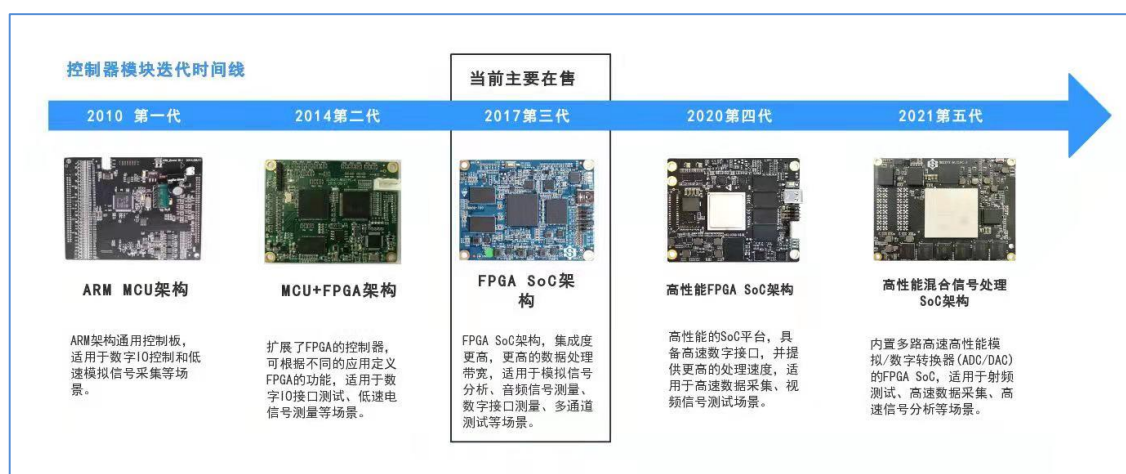 控制器模块迭代时间线
当前主要在售
2010 第一代
2014第二代
2017第三代
2020第四代
2021第五代
ARM MCU架构
ARM架构通用控制板,
适用于数字IO控制和低
速模拟信号采集等场
景。
MCU+FPGA架构
扩展了FPGA的控制器,
可根据不同的应用定义
FPGA的功能, 适用于数
字IO接口测试、低速电
信号测量等场景。
FPGA SoC架
构
FPGA SoC架构, 集成度
更高, 更高的数据处理
带宽, 适用于模拟信号
分析、音频信号测量、
数字接口测量、多通道
测试等场景。
高性能FPGA SoC架构
高性能的SoC平台, 具
备高速数字接口, 并提
供更高的处理速度, 适
用于高速数据采集、视
频信号测试场景。
高性能混合信号处理
SoC架构
内置多路高速高性能模
拟/数字转换器(ADC/DAC)
的FPGA SoC, 适用于射频
测试、高速数据采集、高
速信号分析等场景。